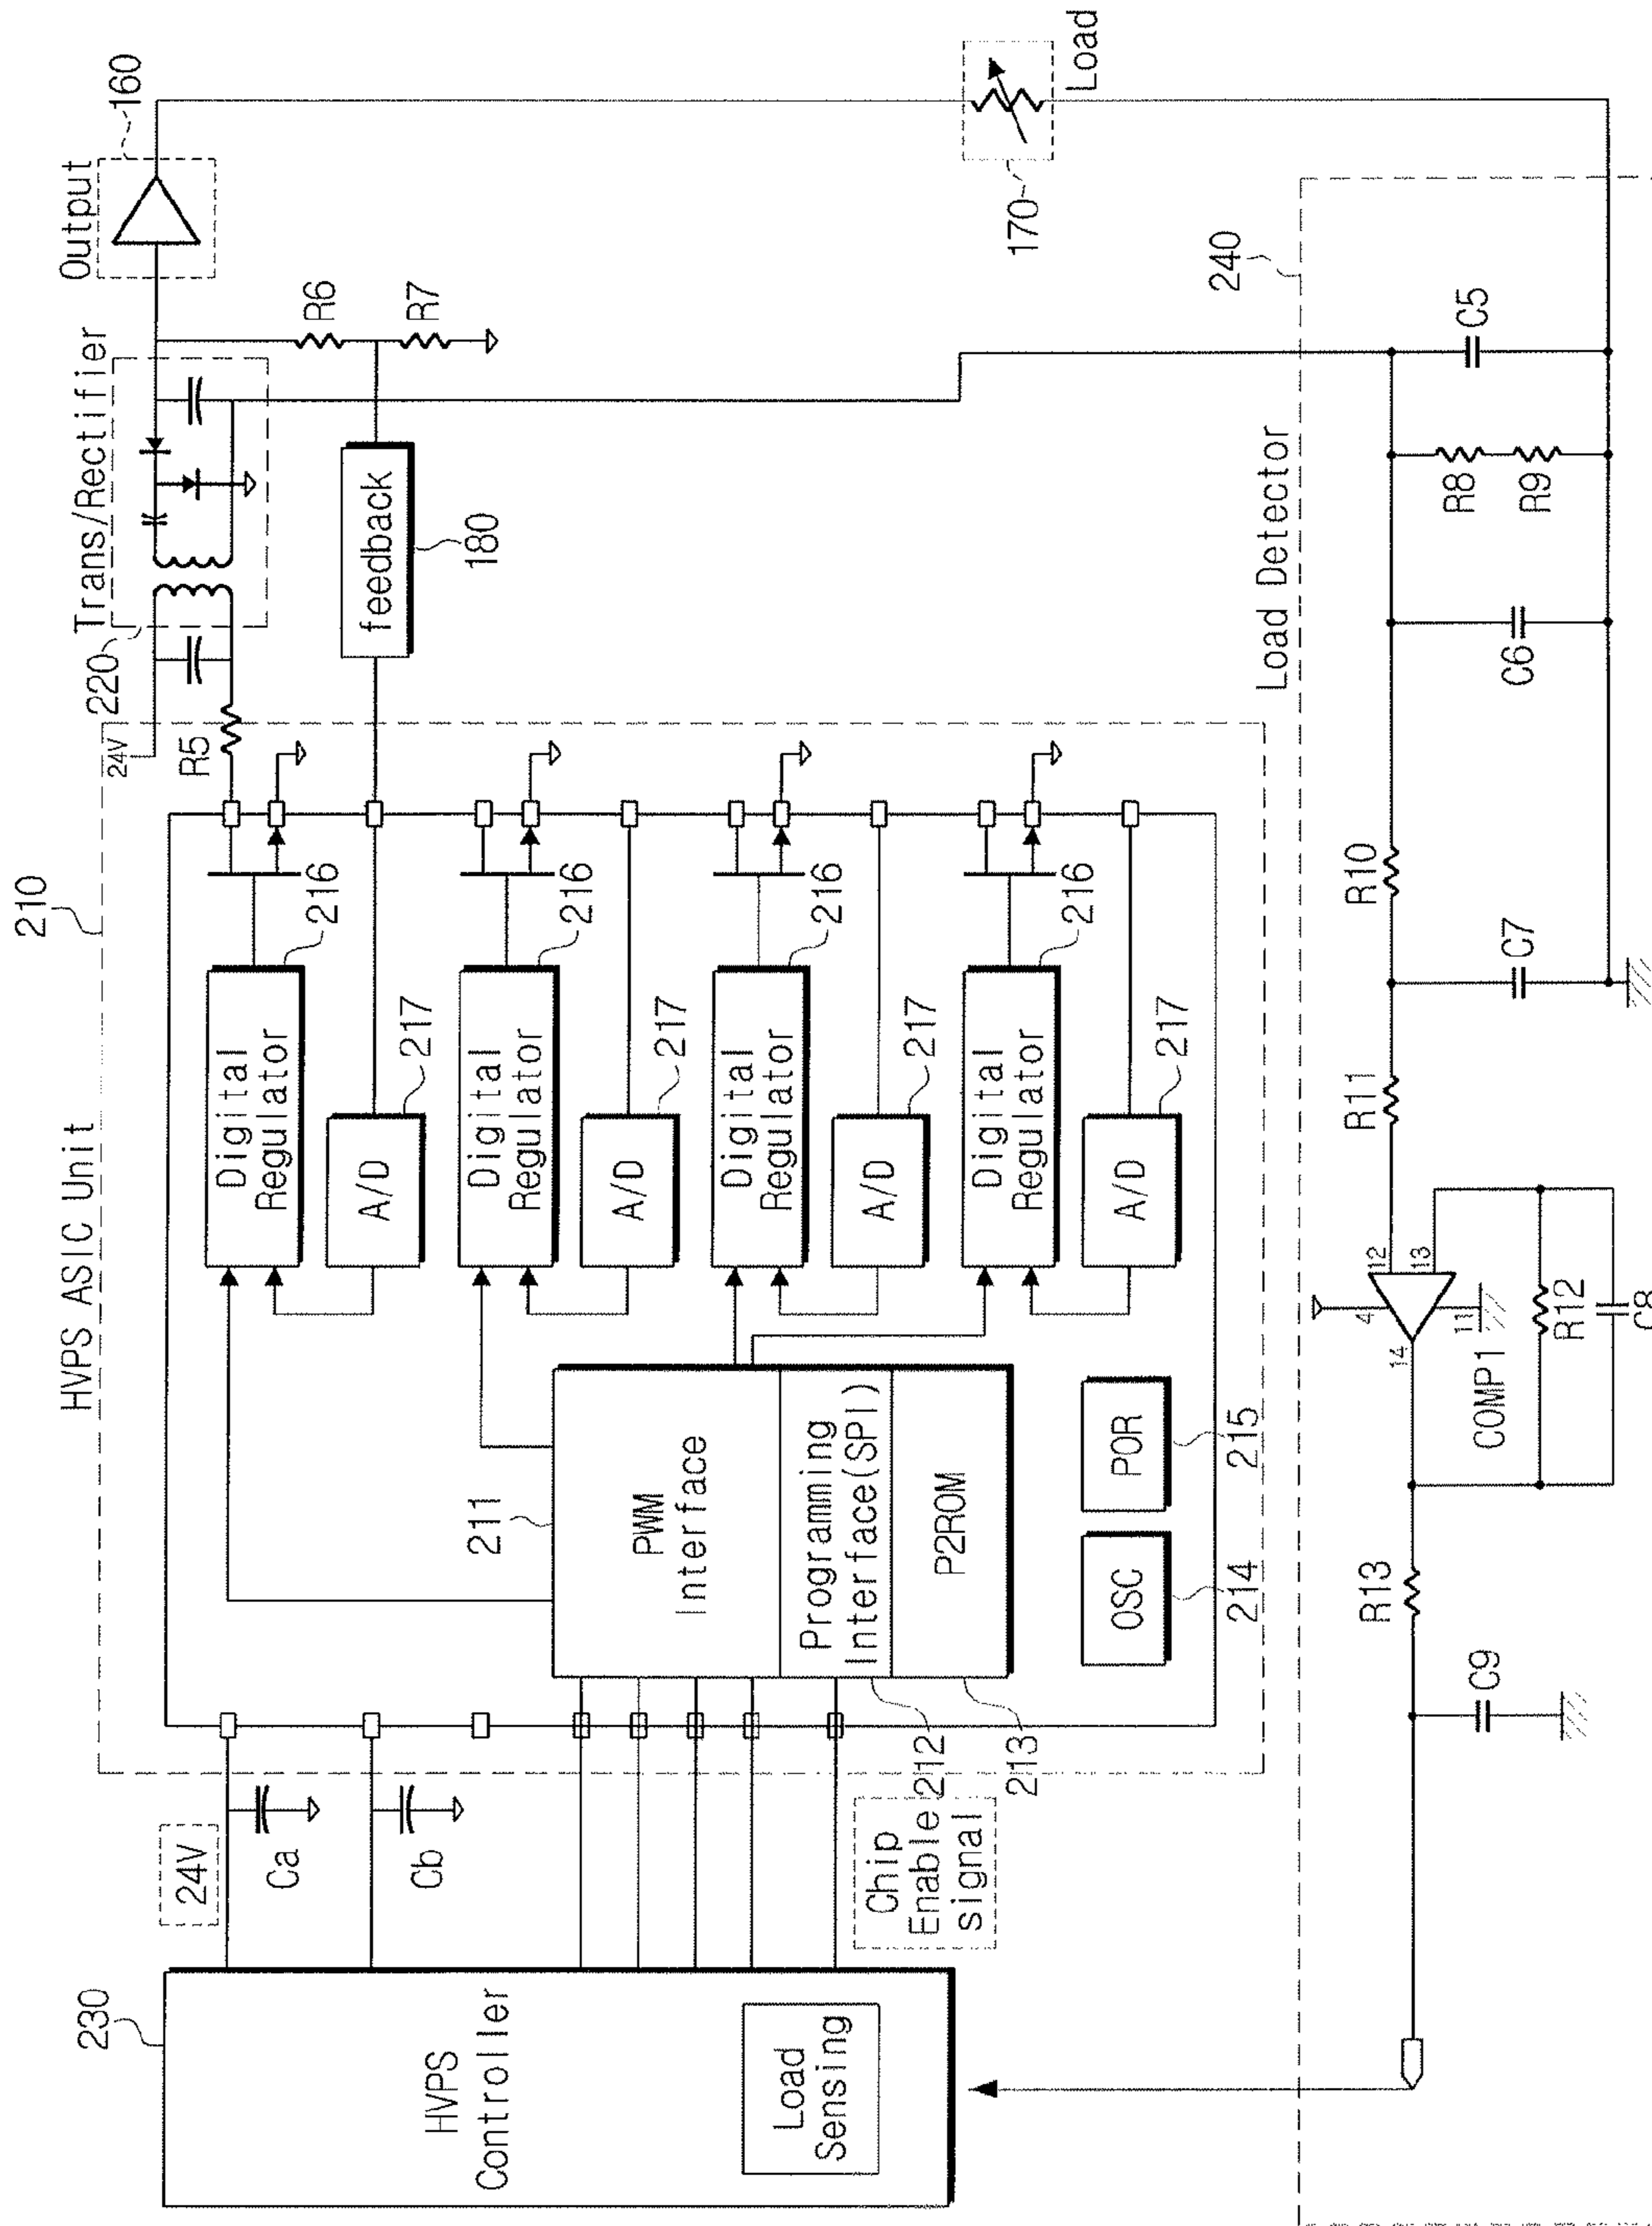 210
HVPS ASIC Unit
230
HVPS
Controller
Load
Sensing
24V
Ca
Cb
Chip
Enable
signal
211
PWM
Interface
Programming
Interface(SPI)
P2ROM
212
213
OSC
214
POR
215
Digital
Regulator
216
A/D
217
Digital
Regulator
216
A/D
217
Digital
Regulator
216
A/D
217
Digital
Regulator
216
A/D
217
24V
R5
220
Trans/Rectifier
feedback
180
R6
R7
Output
160
170
Load
Load Detector
240
C9
R13
14
COMP1
4
11
12
13
R12
C8
R11
C7
R10
C6
R8
R9
C5